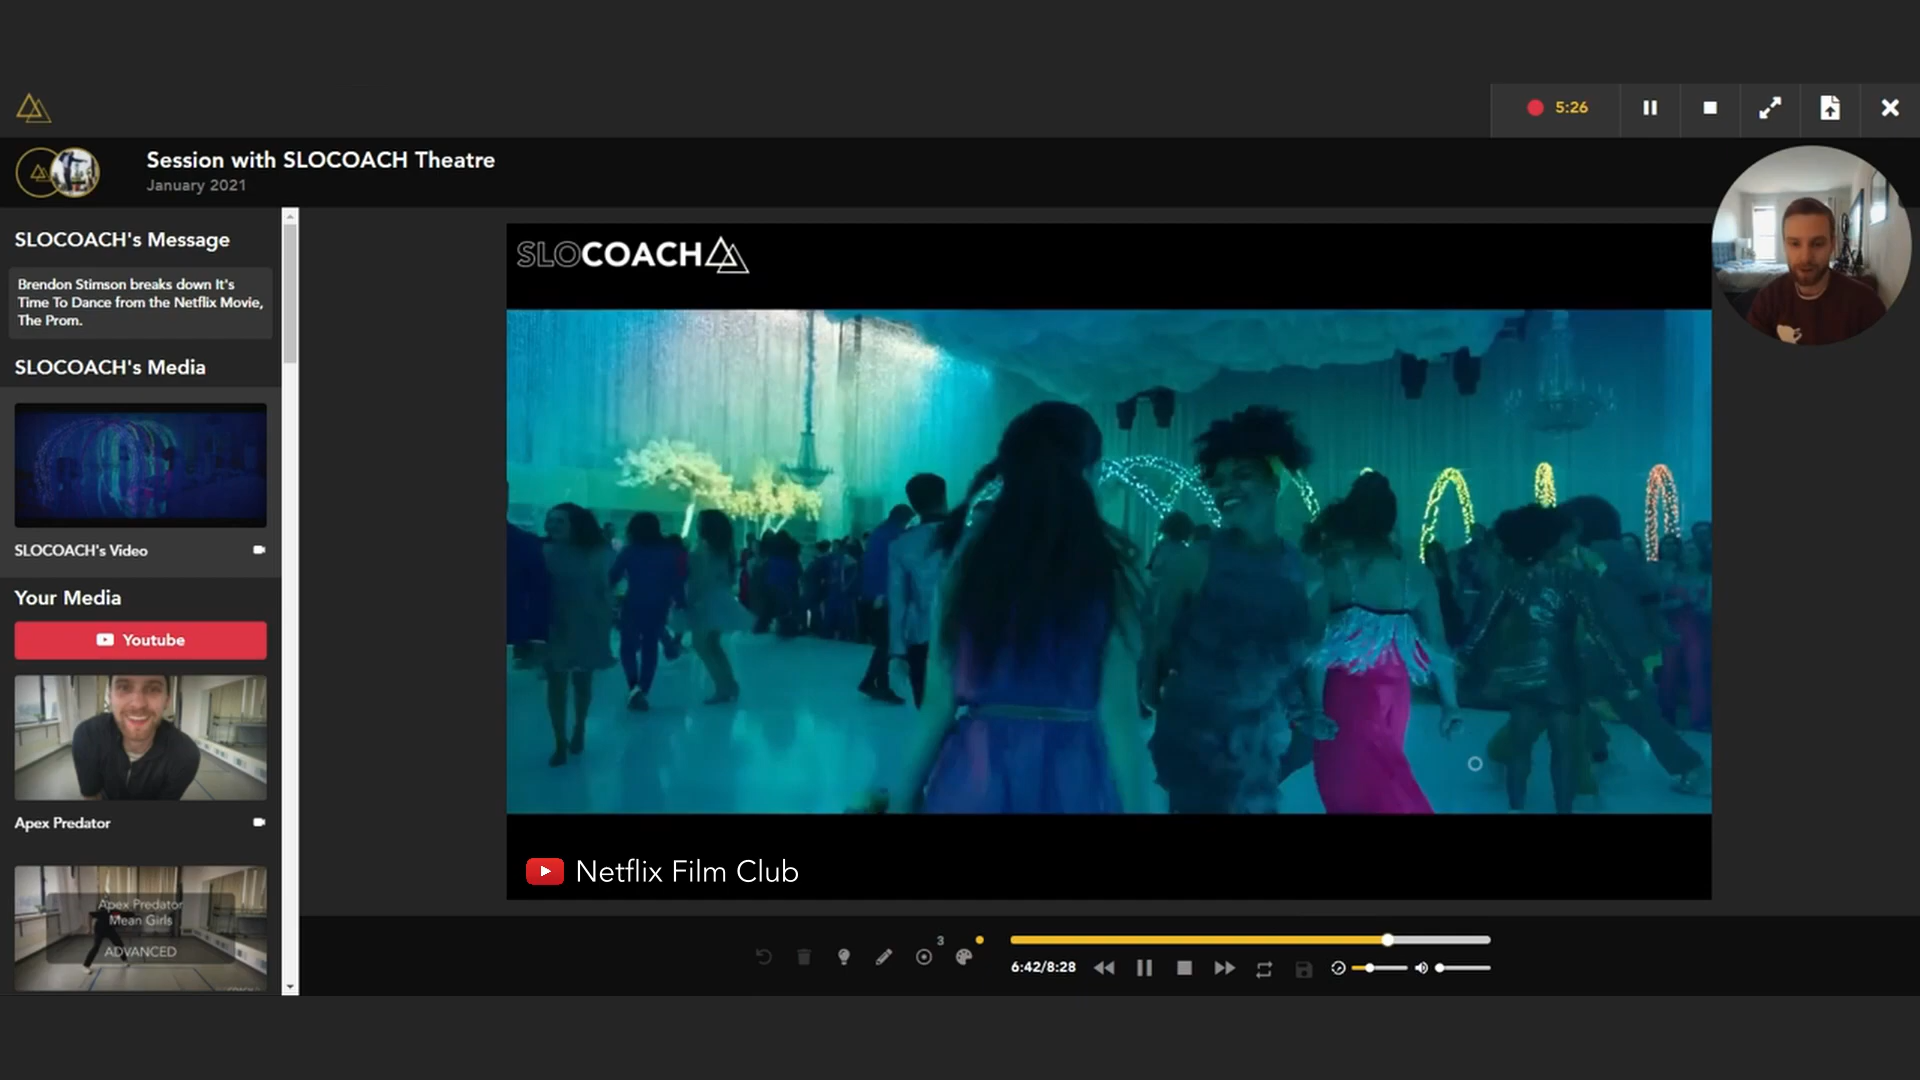 5:26
Session with SLOCOACH Theatre
January 2021
SLOCOACH's Message
Brendon Stimson breaks down It's
Time To Dance from the Netflix Movie,
The Prom.
SLOCOACH's Media
SLOCOACH's Video
Your Media
Youtube
Apex Predator
Apex Predator
Mean Girls
ADVANCED
SLOCOACH
Netflix Film Club
3
6:42/8:28